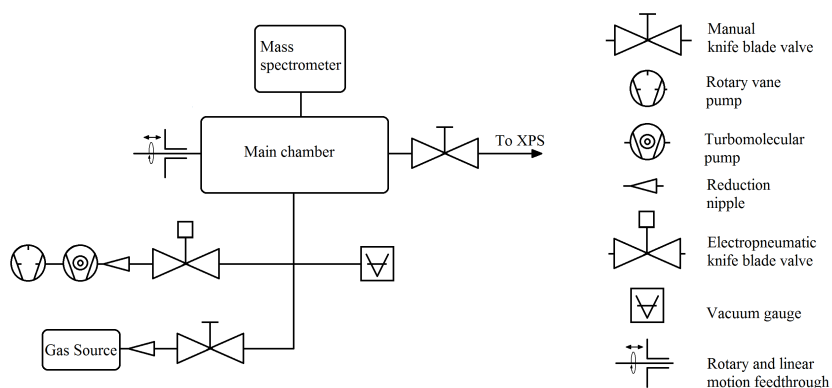 Mass
spectrometer
Main chamber
To XPS
Gas Source
Manual
knife blade valve
Rotary vane
pump
Turbomolecular
pump
Reduction
nipple
Electropneumatic
knife blade valve
Vacuum gauge
Rotary and linear
motion feedthrough